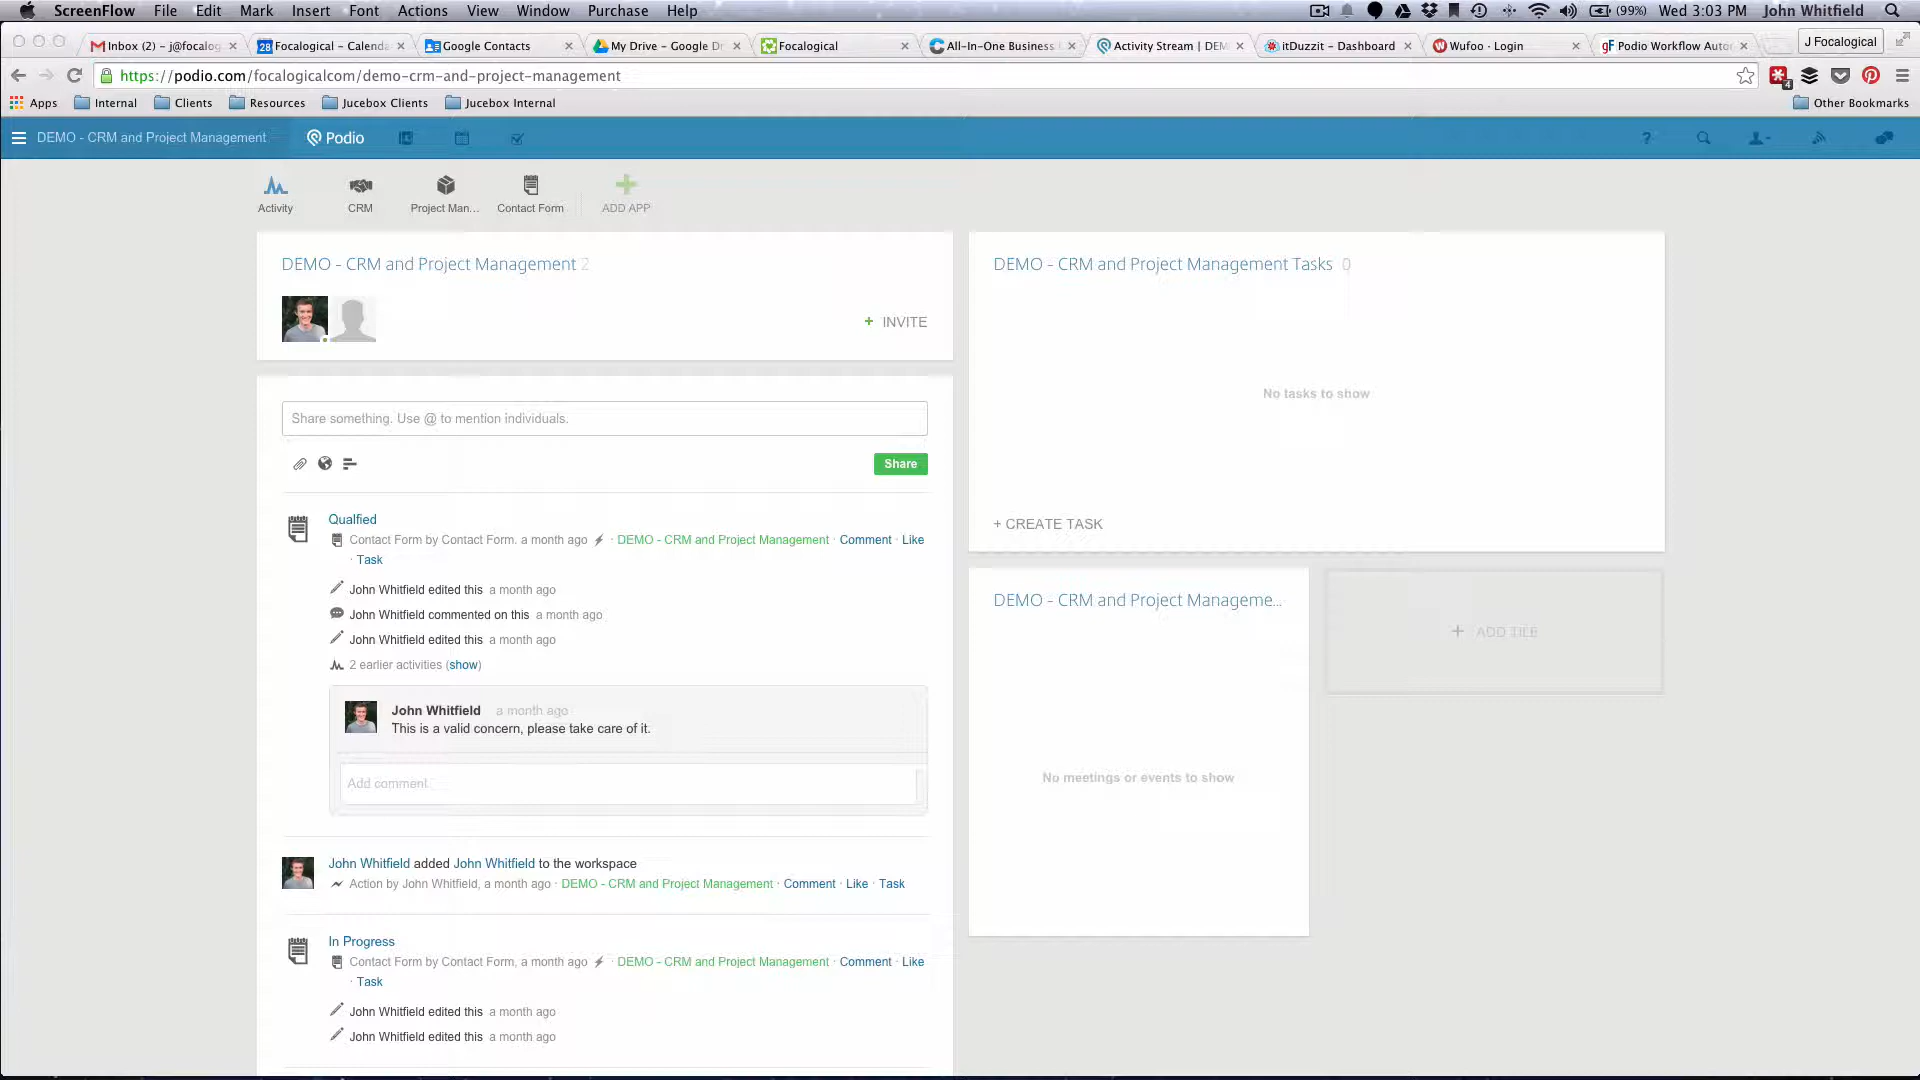 ScreenFlow File Edit Mark Insert Font Actions View Window Purchase Help (99%) Wed 3:03 PM John Whitfield
Inbox (2) - j@focalog Focalogical - Calenda Google Contacts My Drive - Google Dr Focalogical All-In-One Business Activity Stream | DEM itDuzzit - Dashboard Wufoo · Login gF Podio Workflow Autor J Focalogical
https://podio.com/focalogicalcom/demo-crm-and-project-management 4
Apps Internal Clients Resources Jucebox Clients Jucebox Internal Other Bookmarks
DEMO - CRM and Project Management Podio ?
Activity CRM Project Man... Contact Form ADD APP
DEMO - CRM and Project Management 2
+ INVITE
DEMO - CRM and Project Management Tasks 0
No tasks to show
+ CREATE TASK
Share something. Use @ to mention individuals.
Share
Qualfied
Contact Form by Contact Form. a month ago · DEMO - CRM and Project Management · Comment · Like
· Task
John Whitfield edited this a month ago
John Whitfield commented on this a month ago
John Whitfield edited this a month ago
2 earlier activities (show)
John Whitfield a month ago
This is a valid concern, please take care of it.
Add comment
DEMO - CRM and Project Manageme...
No meetings or events to show
+ ADD TILE
John Whitfield added John Whitfield to the workspace
Action by John Whitfield, a month ago · DEMO - CRM and Project Management · Comment · Like · Task
In Progress
Contact Form by Contact Form, a month ago · DEMO - CRM and Project Management · Comment · Like
· Task
John Whitfield edited this a month ago
John Whitfield edited this a month ago